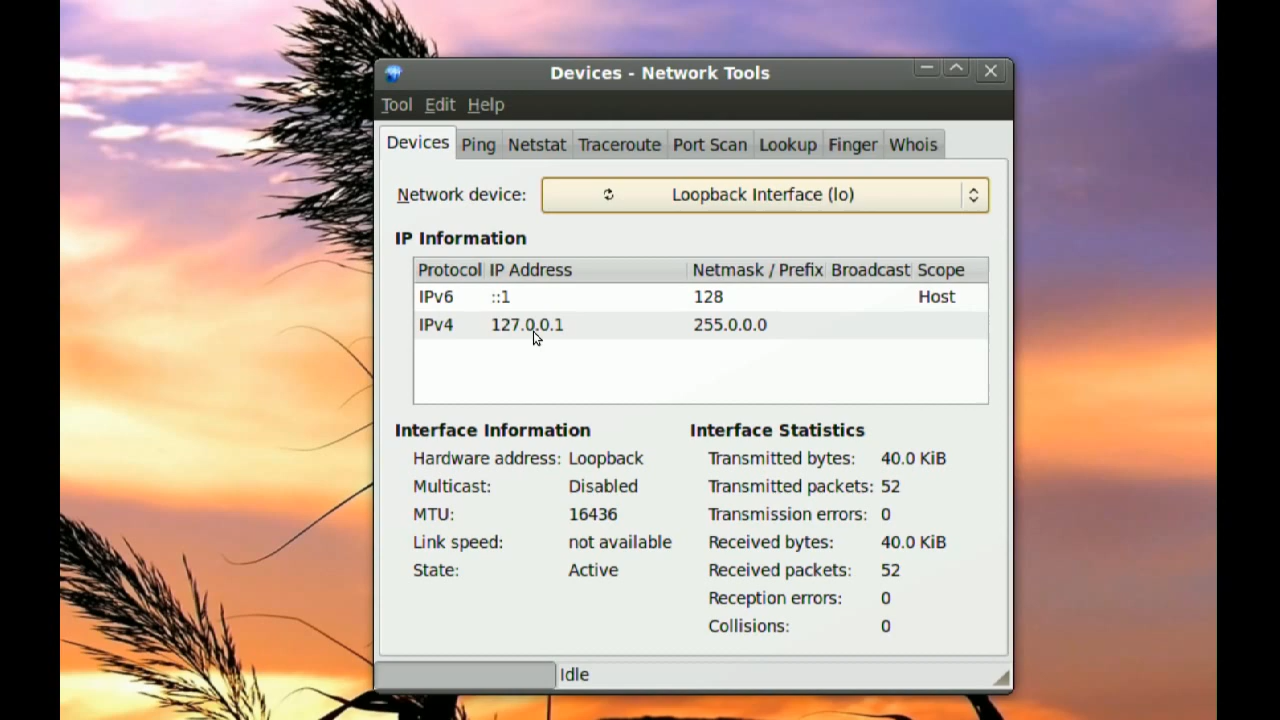 Devices - Network Tools
Tool Edit Help
Devices Ping Netstat Traceroute Port Scan Lookup Finger Whois
Network device: Loopback Interface (lo)
IP Information
Protocol IP Address Netmask / Prefix Broadcast Scope
IPv6 ::1 128 Host
IPv4 127.0.0.1 255.0.0.0
Interface Information
Hardware address: Loopback
Multicast: Disabled
MTU: 16436
Link speed: not available
State: Active
Interface Statistics
Transmitted bytes: 40.0 KiB
Transmitted packets: 52
Transmission errors: 0
Received bytes: 40.0 KiB
Received packets: 52
Reception errors: 0
Collisions: 0
Idle